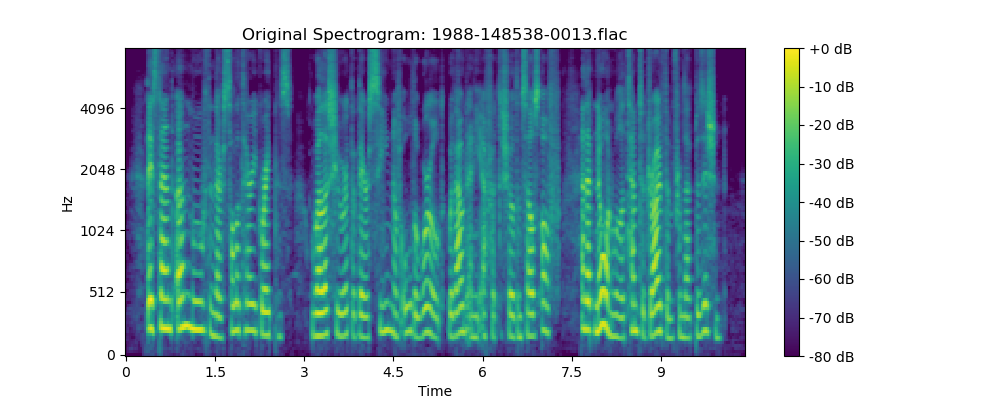 Original Spectrogram: 1988-148538-0013.flac
Hz
4096
2048
1024
512
0
0 1.5 3 4.5 6 7.5 9
Time
+0 dB
-10 dB
-20 dB
-30 dB
-40 dB
-50 dB
-60 dB
-70 dB
-80 dB